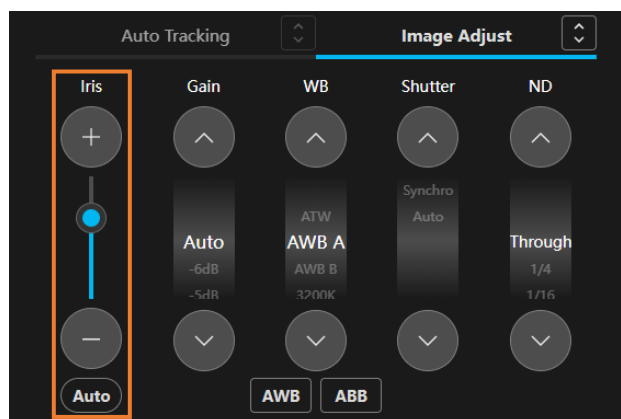 Auto Tracking Image Adjust
Iris Gain WB Shutter ND
Synchro
ATW Auto
Auto AWB A Through
-6dB AWB B 1/4
-5dB 3200K 1/16
Auto AWB ABB